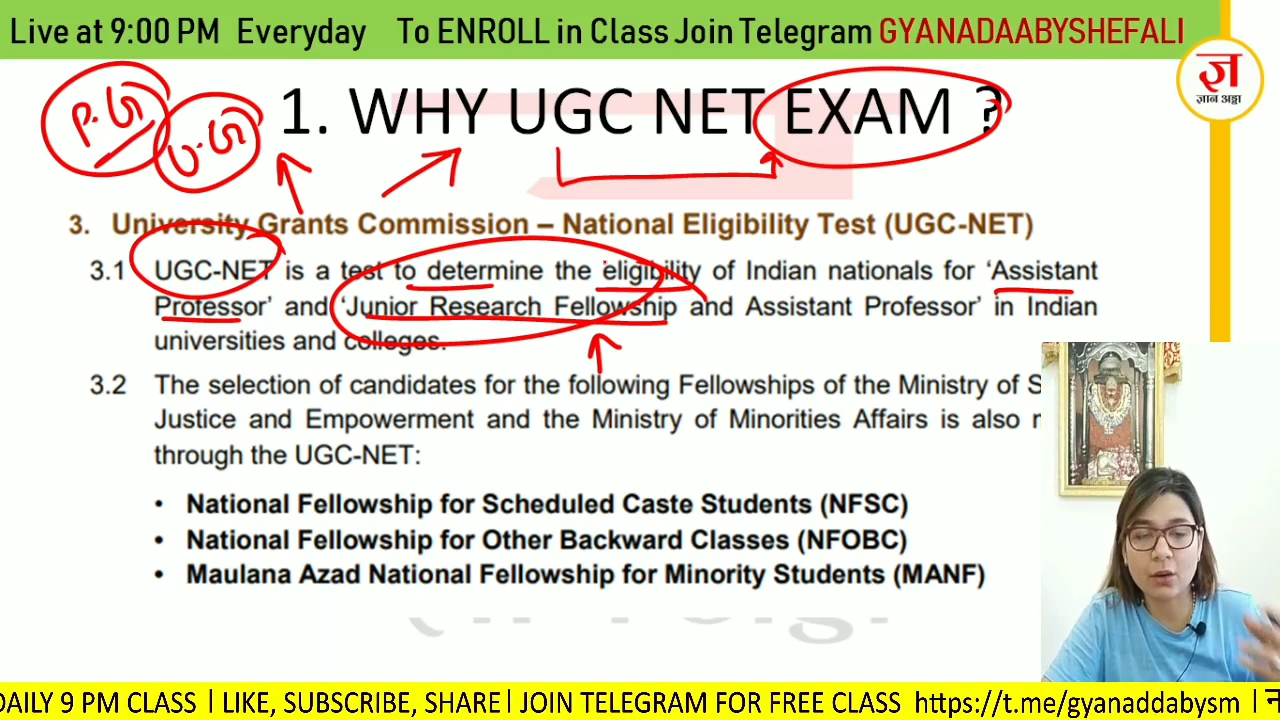 Live at 9:00 PM Everyday To ENROLL in Class Join Telegram GYANADAABYSHEFALI
ज्ञ
ज्ञान अड्डा
P.G
U.G
1. WHY UGC NET EXAM ?
3. University Grants Commission – National Eligibility Test (UGC-NET)
3.1 UGC-NET is a test to determine the eligibility of Indian nationals for ‘Assistant
Professor’ and ‘Junior Research Fellowship and Assistant Professor’ in Indian
universities and colleges.
3.2 The selection of candidates for the following Fellowships of the Ministry of S
Justice and Empowerment and the Ministry of Minorities Affairs is also
through the UGC-NET:
• National Fellowship for Scheduled Caste Students (NFSC)
• National Fellowship for Other Backward Classes (NFOBC)
• Maulana Azad National Fellowship for Minority Students (MANF)
DAILY 9 PM CLASS | LIKE, SUBSCRIBE, SHARE| JOIN TELEGRAM FOR FREE CLASS https://t.me/gyanaddabysm |